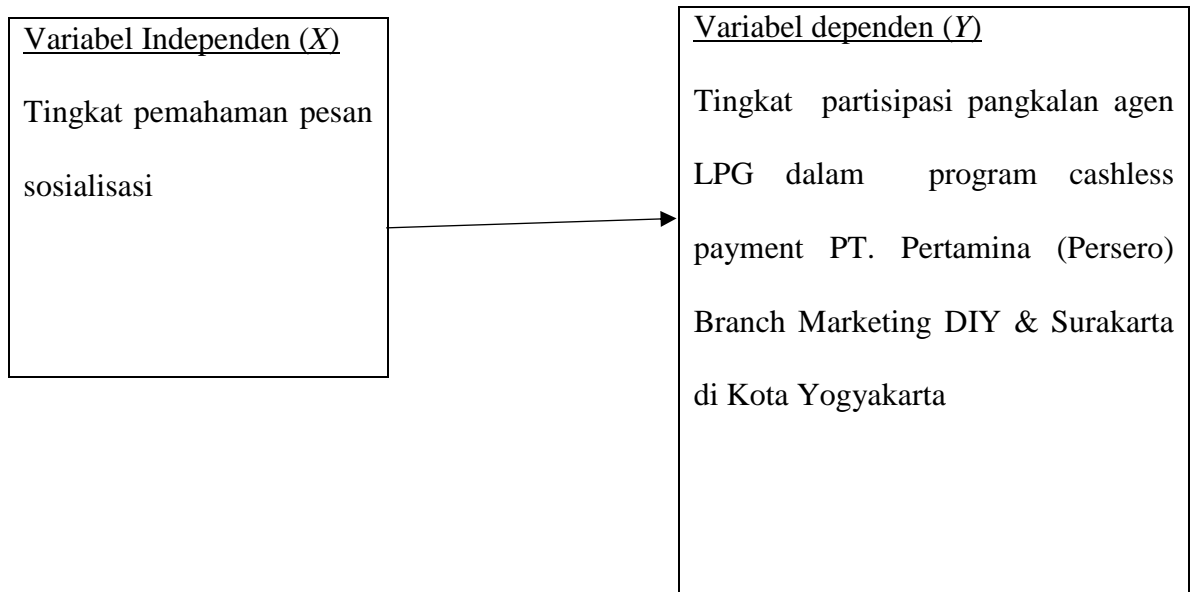 Variabel Independen (X)
Tingkat pemahaman pesan
sosialisasi
Variabel dependen (Y)
Tingkat partisipasi pangkalan agen
LPG dalam program cashless
payment PT. Pertamina (Persero)
Branch Marketing DIY & Surakarta
di Kota Yogyakarta